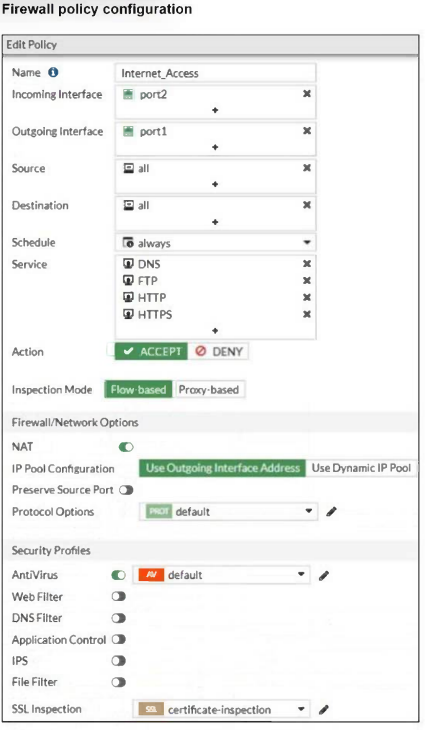 Firewall policy configuration
Edit Policy
Name Internet_Access
Incoming Interface port2
+
Outgoing Interface port1
+
Source all
+
Destination all
+
Schedule always
Service DNS
FTP
HTTP
HTTPS
+
Action ACCEPT DENY
Inspection Mode Flow-based Proxy-based
Firewall/Network Options
NAT
IP Pool Configuration Use Outgoing Interface Address Use Dynamic IP Pool
Preserve Source Port
Protocol Options PROT default
Security Profiles
AntiVirus AV default
Web Filter
DNS Filter
Application Control
IPS
File Filter
SSL Inspection SSL certificate-inspection